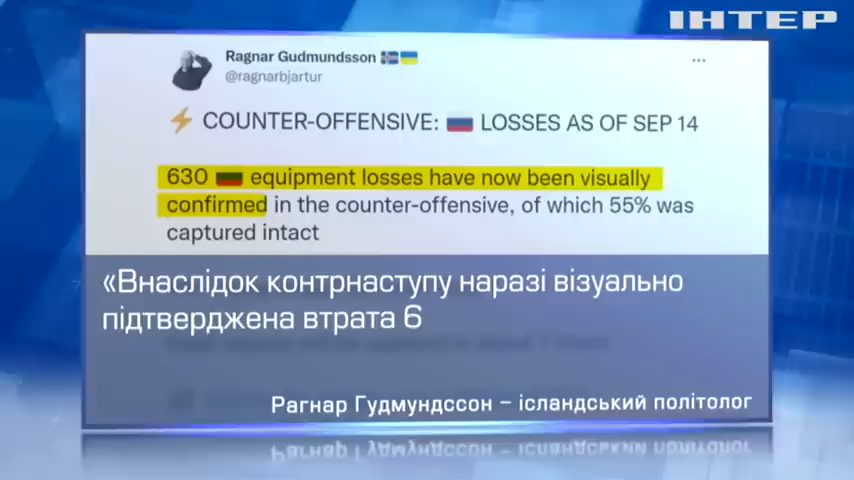 ІНТЕР
Ragnar Gudmundsson 🇮🇸🇺🇦
@ragnarbjartur
⚡ COUNTER-OFFENSIVE: 🇷🇺 LOSSES AS OF SEP 14
630 equipment losses have now been visually
confirmed in the counter-offensive, of which 55% was
captured intact
«Внаслідок контрнаступу наразі візуально
підтверджена втрата 6
Рагнар Гудмундссон – ісландський політолог